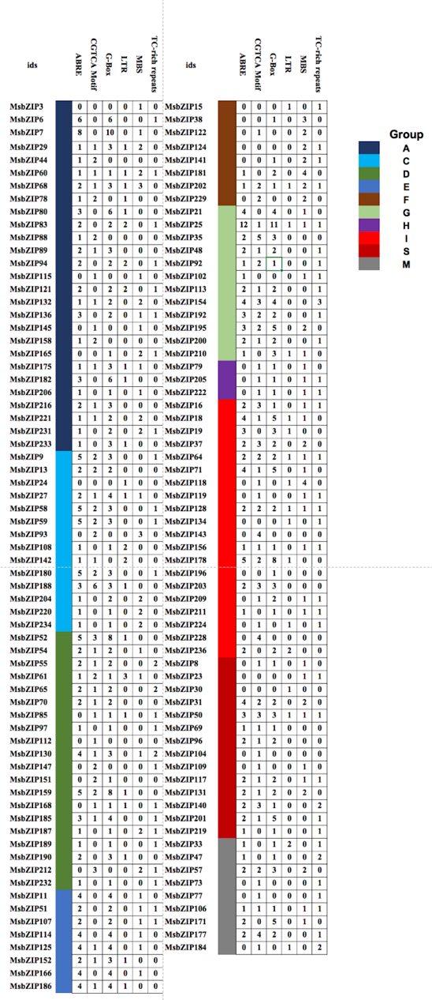 ids ABRE CGTCA Motif G-Box LTR MBS TC-rich repeats
MsbZIP3 0 0 0 0 1 0
MsbZIP6 6 0 6 0 0 1
MsbZIP7 8 0 10 0 1 0
MsbZIP29 1 1 3 1 2 0
MsbZIP44 1 2 0 0 0 0
MsbZIP60 1 1 1 1 2 1
MsbZIP68 2 1 3 1 3 0
MsbZIP78 1 2 0 1 0 0
MsbZIP80 3 0 6 1 0 0
MsbZIP83 2 0 2 2 0 1
MsbZIP88 1 2 0 0 0 0
MsbZIP89 2 1 3 0 0 0
MsbZIP94 2 0 2 2 0 1
MsbZIP115 0 1 0 0 1 0
MsbZIP121 2 0 2 2 0 1
MsbZIP132 1 1 2 0 2 0
MsbZIP136 3 0 2 0 1 1
MsbZIP145 0 1 0 0 1 0
MsbZIP158 1 2 0 0 0 0
MsbZIP165 0 0 1 0 2 1
MsbZIP175 1 1 3 1 1 0
MsbZIP182 3 0 6 1 0 0
MsbZIP206 1 0 1 0 1 0
MsbZIP216 2 1 3 0 0 0
MsbZIP221 1 1 2 0 2 0
MsbZIP231 1 0 2 0 2 1
MsbZIP233 1 0 3 1 0 0
MsbZIP9 5 2 3 0 0 1
MsbZIP13 2 2 2 0 0 0
MsbZIP24 0 0 0 1 0 0
MsbZIP27 2 1 4 1 1 0
MsbZIP58 5 2 3 0 0 1
MsbZIP59 5 2 3 0 0 1
MsbZIP93 0 2 0 0 3 0
MsbZIP108 1 0 1 2 0 0
MsbZIP142 1 1 0 2 0 0
MsbZIP180 5 2 3 0 0 1
MsbZIP188 3 6 3 1 0 0
MsbZIP204 1 0 2 0 2 0
MsbZIP220 1 0 1 0 2 0
MsbZIP234 1 0 1 0 2 0
MsbZIP52 5 3 8 1 0 0
MsbZIP54 2 1 2 0 1 0
MsbZIP55 2 1 2 0 0 2
MsbZIP61 1 2 1 3 1 0
MsbZIP65 2 1 2 0 0 2
MsbZIP70 2 1 2 0 0 0
MsbZIP85 0 1 1 1 0 1
MsbZIP97 1 0 1 0 0 1
MsbZIP112 0 1 0 0 0 0
MsbZIP130 4 1 3 0 1 2
MsbZIP147 0 2 0 0 0 1
MsbZIP151 0 2 1 0 0 0
MsbZIP159 5 2 8 1 0 0
MsbZIP168 0 1 1 1 0 1
MsbZIP185 3 1 4 0 0 1
MsbZIP187 1 0 1 0 2 1
MsbZIP189 1 0 1 0 0 1
MsbZIP190 2 0 3 1 0 0
MsbZIP212 0 3 0 0 2 1
MsbZIP232 1 0 1 0 0 1
MsbZIP11 4 0 4 0 1 0
MsbZIP51 2 0 2 0 1 1
MsbZIP107 2 0 2 0 1 1
MsbZIP114 4 0 4 0 1 0
MsbZIP125 4 1 4 0 1 0
MsbZIP152 2 1 3 1 0 0
MsbZIP166 4 0 4 0 1 0
MsbZIP186 4 1 4 1 0 0
ids ABRE CGTCA Motif G-Box LTR MBS TC-rich repeats
MsbZIP15 0 0 0 1 0 1
MsbZIP38 0 0 1 0 3 0
MsbZIP122 0 1 0 0 2 0
MsbZIP124 0 0 0 0 2 1
MsbZIP141 0 0 1 0 2 1
MsbZIP181 1 0 2 0 4 0
MsbZIP202 1 2 1 1 2 1
MsbZIP229 0 2 0 0 2 0
MsbZIP21 4 0 4 0 1 0
MsbZIP25 12 1 11 1 1 1
MsbZIP35 2 5 3 0 0 0
MsbZIP48 2 1 2 0 0 1
MsbZIP92 1 2 1 0 0 1
MsbZIP102 1 0 0 0 1 1
MsbZIP113 2 1 2 0 0 1
MsbZIP154 4 3 4 0 0 3
MsbZIP192 3 2 2 0 0 1
MsbZIP195 3 2 5 0 2 0
MsbZIP200 2 1 2 0 0 1
MsbZIP210 1 0 3 1 1 0
MsbZIP79 0 1 1 0 1 0
MsbZIP205 0 1 1 0 1 1
MsbZIP222 0 1 1 0 1 1
MsbZIP16 2 3 1 0 1 1
MsbZIP18 4 1 5 1 1 0
MsbZIP19 3 0 3 1 0 0
MsbZIP37 2 3 2 0 2 0
MsbZIP64 2 2 2 1 1 1
MsbZIP71 4 1 5 0 1 0
MsbZIP118 0 1 0 1 4 0
MsbZIP119 0 1 0 0 1 1
MsbZIP128 2 2 2 1 1 1
MsbZIP134 0 0 0 1 0 1
MsbZIP143 0 4 0 0 0 0
MsbZIP156 1 1 1 0 1 1
MsbZIP178 5 2 8 1 0 0
MsbZIP196 0 0 1 0 0 0
MsbZIP203 2 3 3 0 0 0
MsbZIP209 0 1 2 0 1 1
MsbZIP211 1 0 1 0 1 1
MsbZIP224 0 1 0 1 0 1
MsbZIP228 0 4 0 0 0 0
MsbZIP236 2 0 2 2 0 0
MsbZIP8 0 1 1 0 1 0
MsbZIP23 0 0 0 0 1 1
MsbZIP30 0 0 0 1 0 0
MsbZIP31 4 2 2 0 2 0
MsbZIP50 3 3 3 1 1 1
MsbZIP69 1 1 1 0 0 0
MsbZIP96 2 1 2 0 0 0
MsbZIP104 0 1 0 0 0 0
MsbZIP109 0 1 0 0 1 0
MsbZIP117 2 1 2 0 1 1
MsbZIP131 2 1 2 0 2 0
MsbZIP140 2 3 1 0 0 2
MsbZIP201 2 1 5 0 0 1
MsbZIP219 1 0 1 0 0 1
MsbZIP33 1 0 1 2 0 1
MsbZIP47 1 0 1 0 0 2
MsbZIP57 2 2 3 0 2 0
MsbZIP73 0 1 0 0 0 1
MsbZIP77 0 1 0 0 0 1
MsbZIP106 1 1 1 0 1 1
MsbZIP171 2 0 5 0 1 0
MsbZIP177 2 4 2 0 0 1
MsbZIP184 0 1 0 1 0 2
Group
A
C
D
E
F
G
H
I
S
M